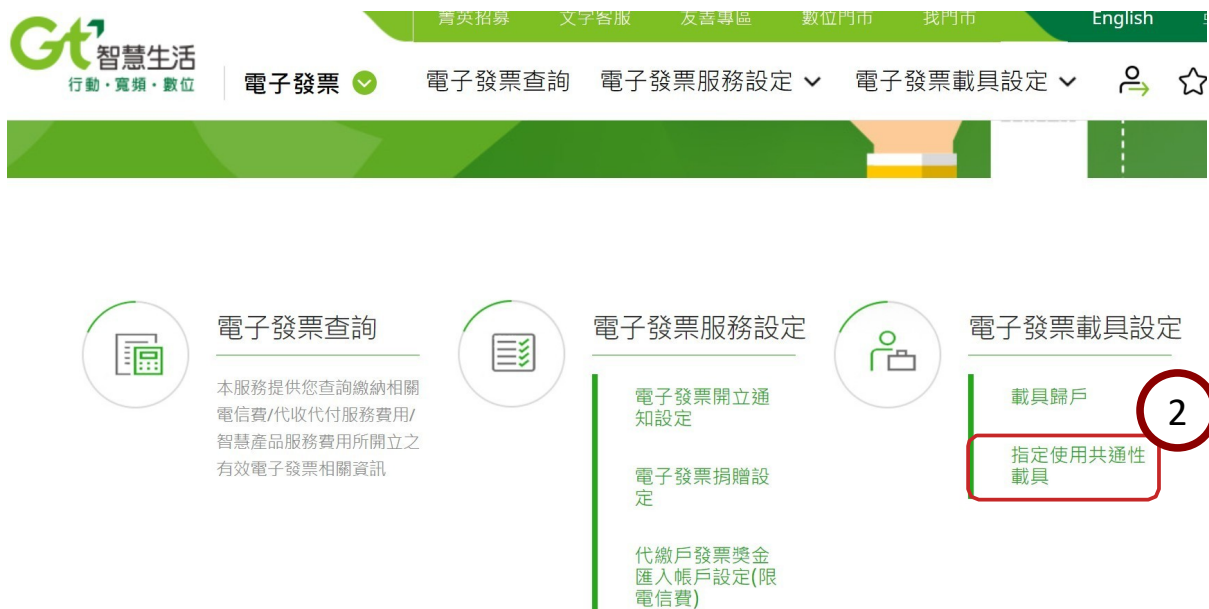 菁英招募 文字客服 友善專區 數位門市 我門市 English
Gt 智慧生活
行動・寬頻・數位
電子發票 電子發票查詢 電子發票服務設定 電子發票載具設定
電子發票查詢
本服務提供您查詢繳納相關
電信費/代收代付服務費用/
智慧產品服務費用所開立之
有效電子發票相關資訊
電子發票服務設定
電子發票開立通
知設定
電子發票捐贈設
定
代繳戶發票獎金
匯入帳戶設定(限
電信費)
電子發票載具設定
載具歸戶
2
指定使用共通性
載具